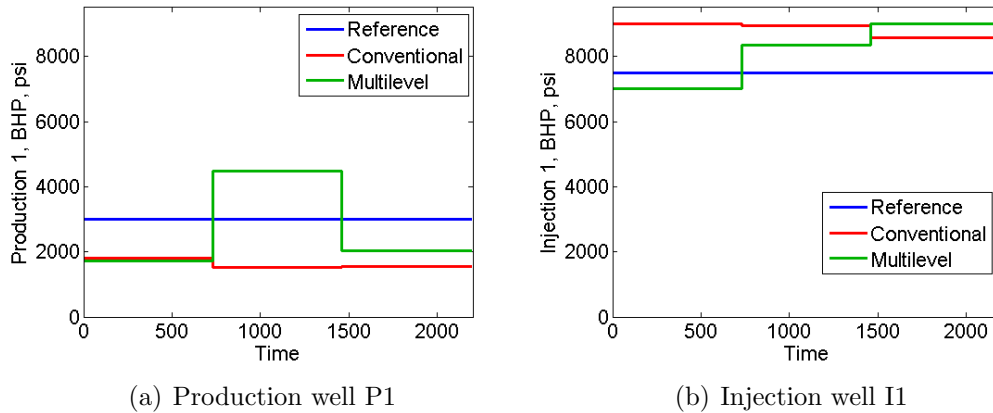 Production 1, BHP, psi
8000
6000
4000
2000
0
0 500 1000 1500 2000
Time
Reference
Conventional
Multilevel
(a) Production well P1
Injection 1, BHP, psi
8000
6000
4000
2000
0
0 500 1000 1500 2000
Time
Reference
Conventional
Multilevel
(b) Injection well I1